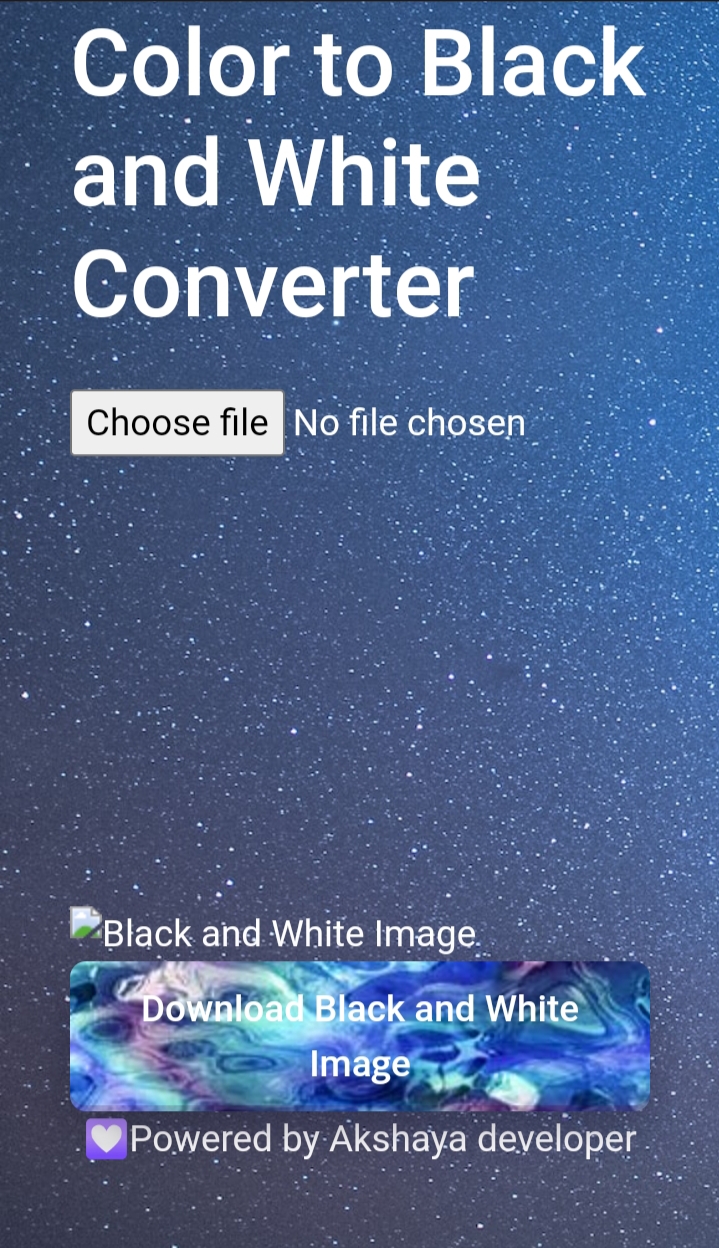 Color to Black
and White
Converter
Choose file No file chosen
Black and White Image
Download Black and White
Image
💟Powered by Akshaya developer